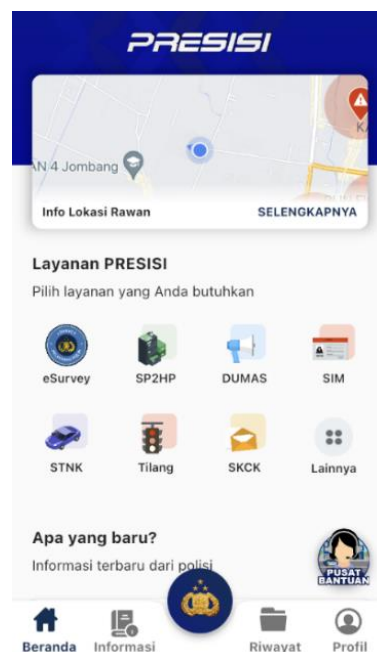 PRESISI
AN 4 Jombang
KA
Info Lokasi Rawan
SELENGKAPNYA
Layanan PRESISI
Pilih layanan yang Anda butuhkan
eSurvey
SP2HP
DUMAS
SIM
STNK
Tilang
SKCK
Lainnya
Apa yang baru?
Informasi terbaru dari polisi
PUSAT
BANTUAN
Beranda
Informasi
Riwayat
Profil